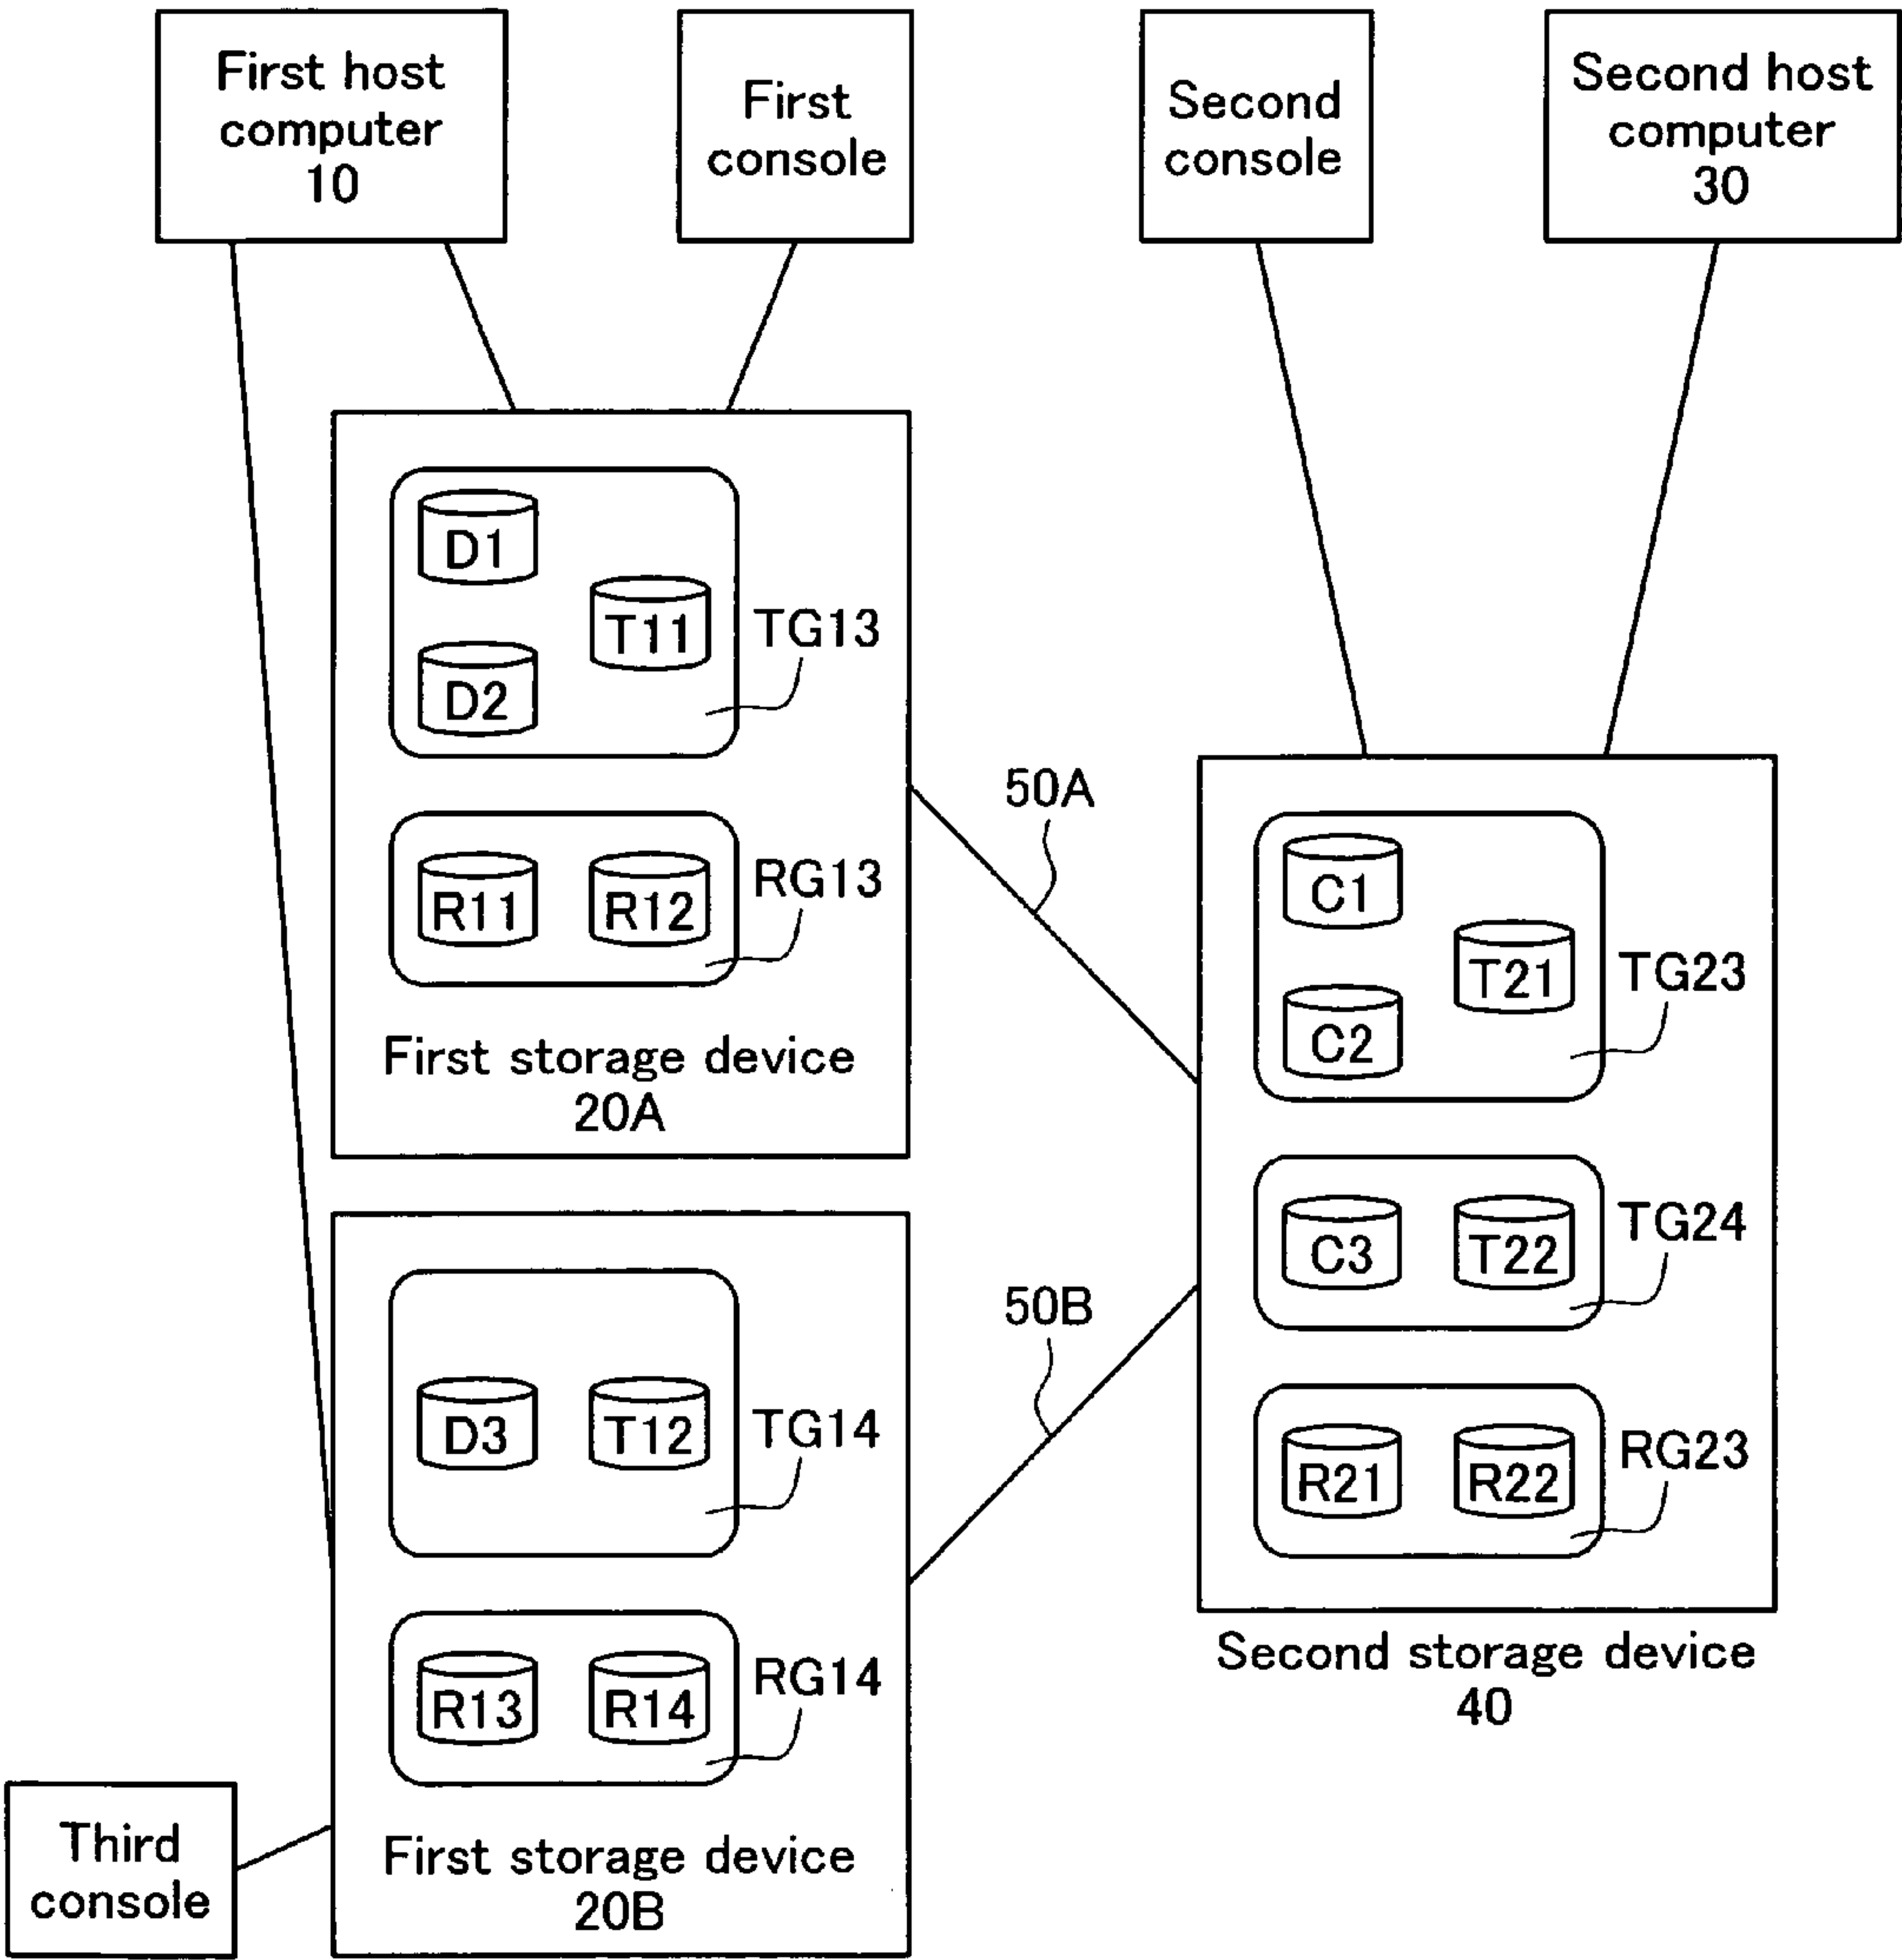 First host
computer
10
First
console
Second
console
Second host
computer
30
D1
T11
TG13
D2
R11
R12
RG13
First storage device
20A
50A
C1
T21
TG23
C2
C3
T22
TG24
R21
R22
RG23
Second storage device
40
50B
D3
T12
TG14
R13
R14
RG14
First storage device
20B
Third
console